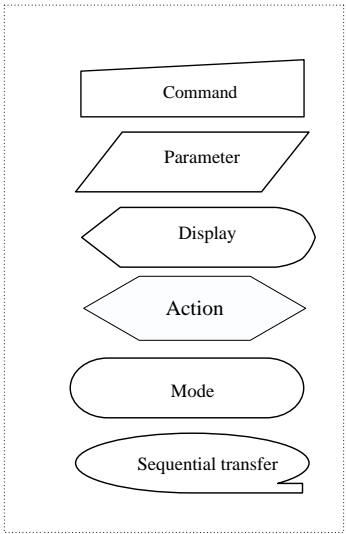 Command
Parameter
Display
Action
Mode
Sequential transfer